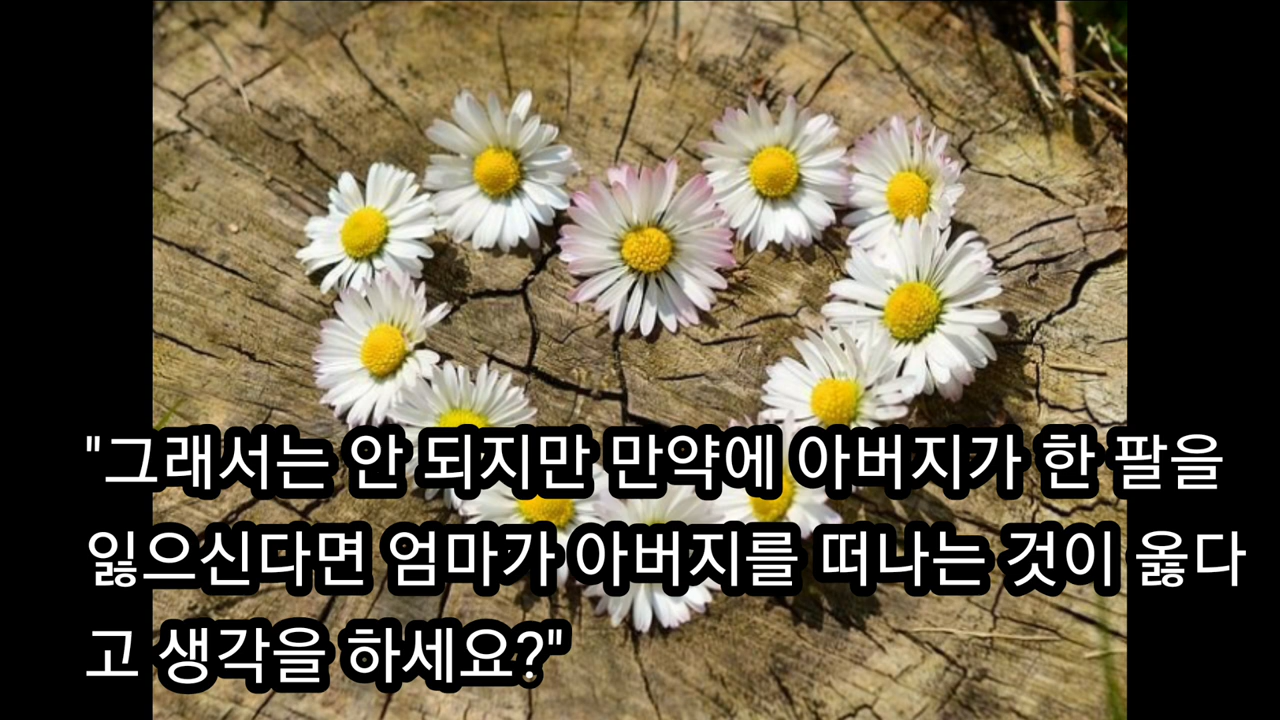 "그래서는 안 되지만 만약에 아버지가 한 팔을
잃으신다면 엄마가 아버지를 떠나는 것이 옳다
고 생각을 하세요?"